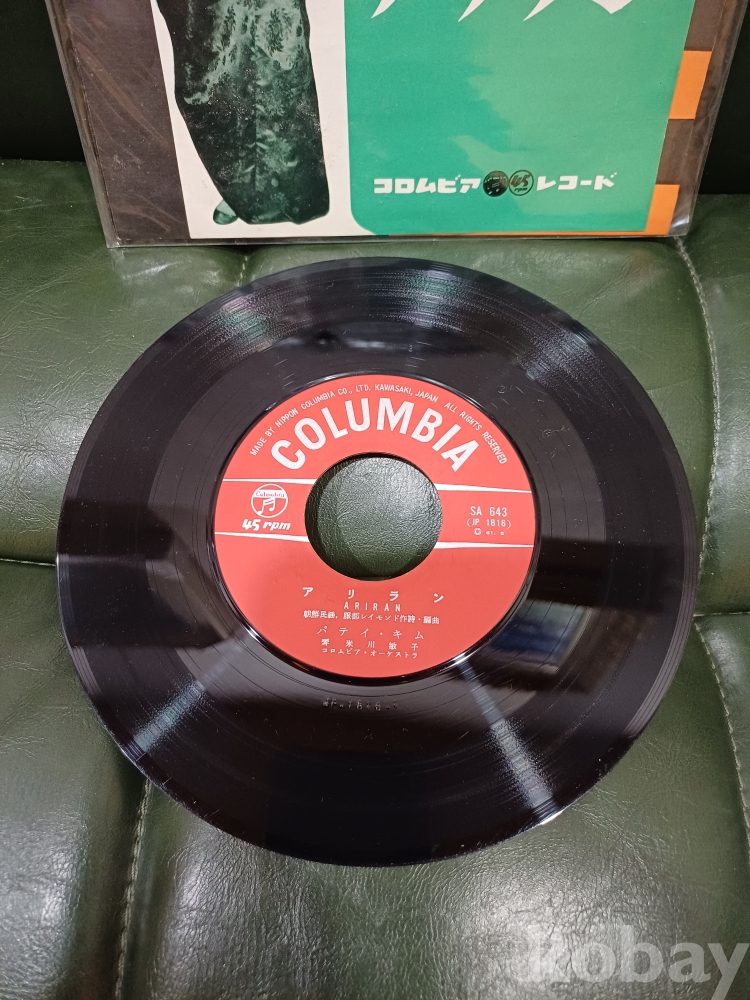 コロムビア 45 レコード
MADE BY NIPPON COLUMBIA CO., LTD. KAWASAKI, JAPAN ALL RIGHTS RESERVED
COLUMBIA
Columbia
45 rpm
SA 643
(JP 1816)
アリラン
ARIRAN
朝鮮民謡, 服部レイモンド作詩・編曲
パティ・キム
箏 米川敏子
コロムビア・オーケストラ
kobay